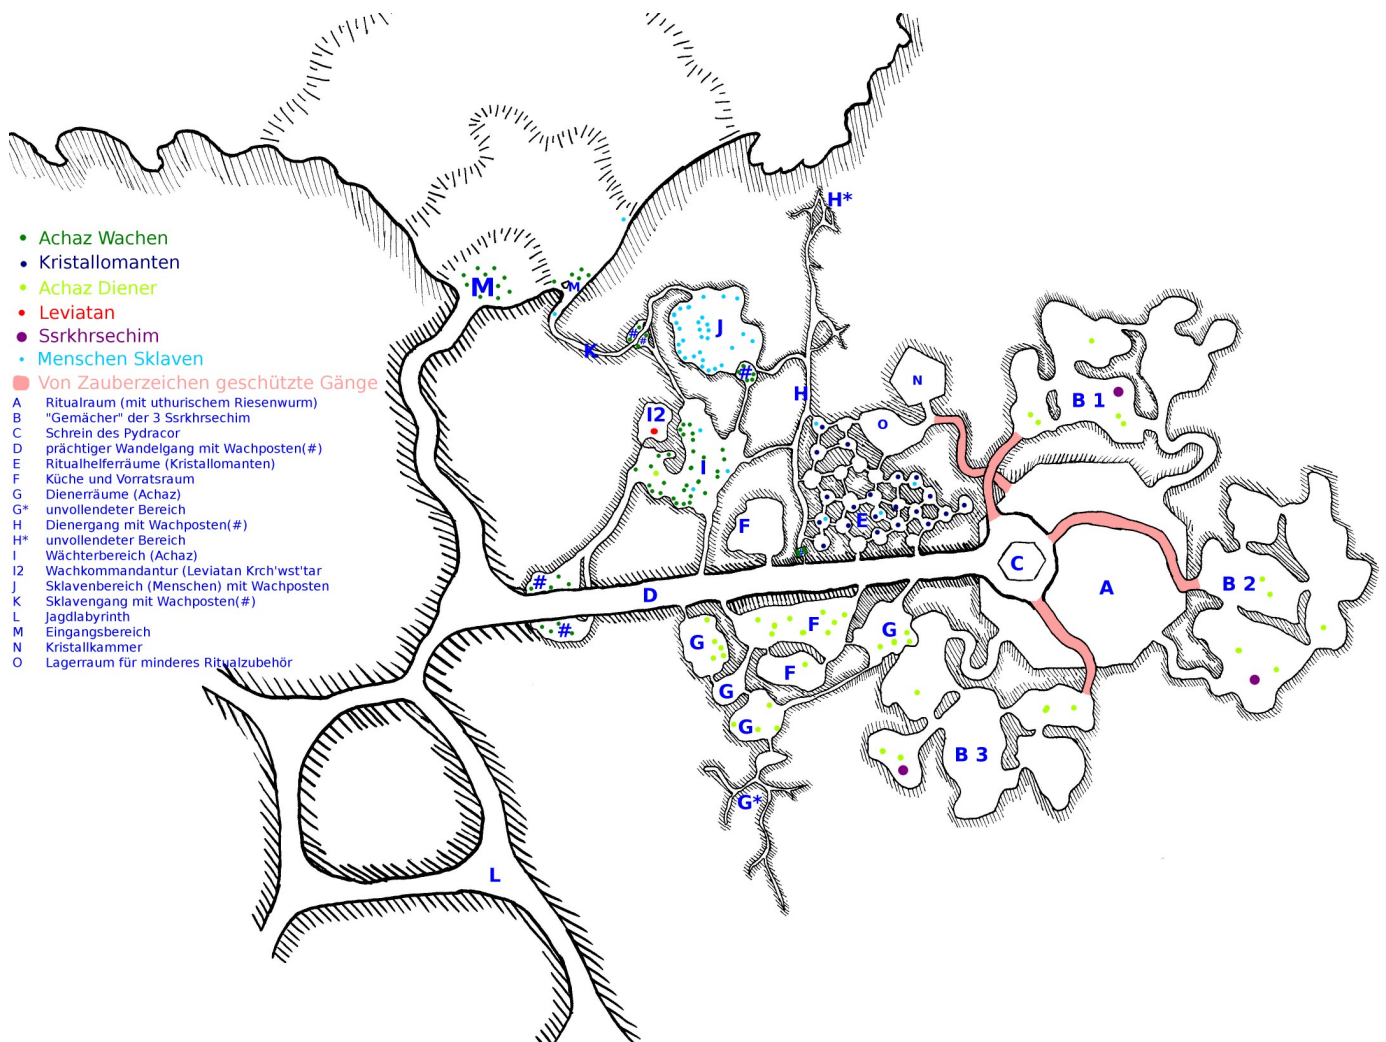 H*
Achaz Wachen
Kristallomanten
Achaz Diener
Leviatan
Ssrkhrsechim
Menschen Sklaven
Von Zauberzeichen geschützte Gänge
A Ritualraum (mit uthurischem Riesenwurm)
B "Gemächer" der 3 Ssrkhrsechim
C Schrein des Pydracor
D prächtiger Wandelgang mit Wachposten(#)
E Ritualhelferräume (Kristallomanten)
F Küche und Vorratsraum
G Dienerräume (Achaz)
G* unvollendeter Bereich
H Dienergang mit Wachposten(#)
H* unvollendeter Bereich
I Wächterbereich (Achaz)
I2 Wachkommandantur (Leviatan Krch'wst'tar
J Sklavenbereich (Menschen) mit Wachposten
K Sklavengang mit Wachposten(#)
L Jagdlabyrinth
M Eingangsbereich
N Kristallkammer
O Lagerraum für minderes Ritualzubehör
M
M
J
#
#
K
#
H
N
B 1
I2
O
I
F
E
#
C
#
D
A
B 2
#
F
G
G
F
G
G
B 3
G*
L